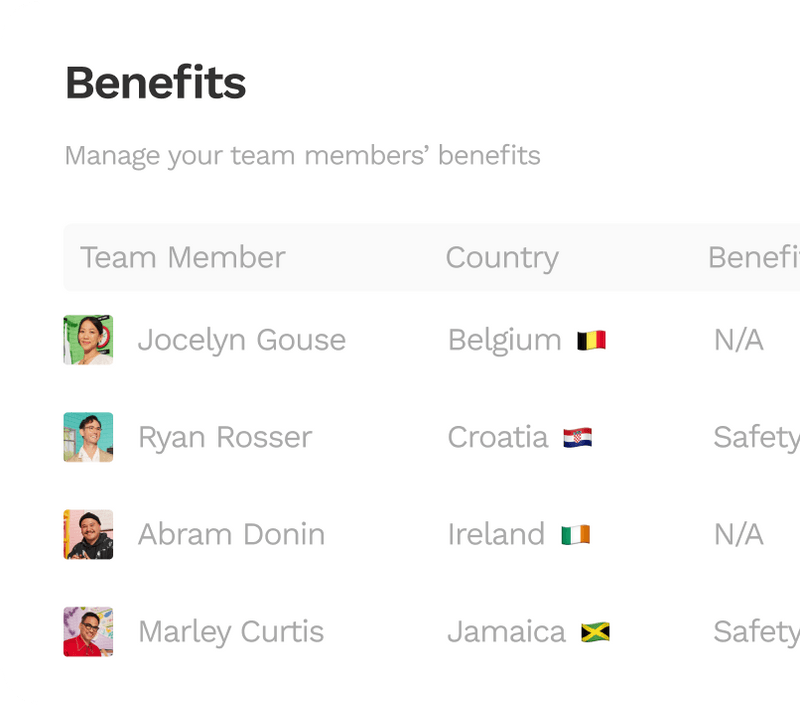 Benefits
Manage your team members’ benefits
Team Member Country Benefi
Jocelyn Gouse Belgium 🇧🇪 N/A
Ryan Rosser Croatia 🇭🇷 Safety
Abram Donin Ireland 🇮🇪 N/A
Marley Curtis Jamaica 🇯🇲 Safety